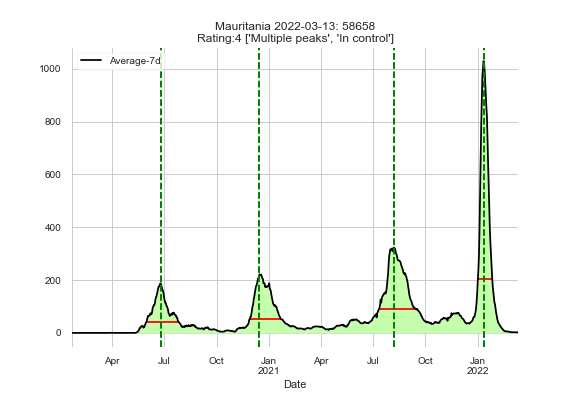 Mauritania 2022-03-13: 58658
Rating:4 ['Multiple peaks', 'In control']
Average-7d
1000
800
600
400
200
0
Apr Jul Oct Jan Apr Jul Oct Jan
2021 2022
Date